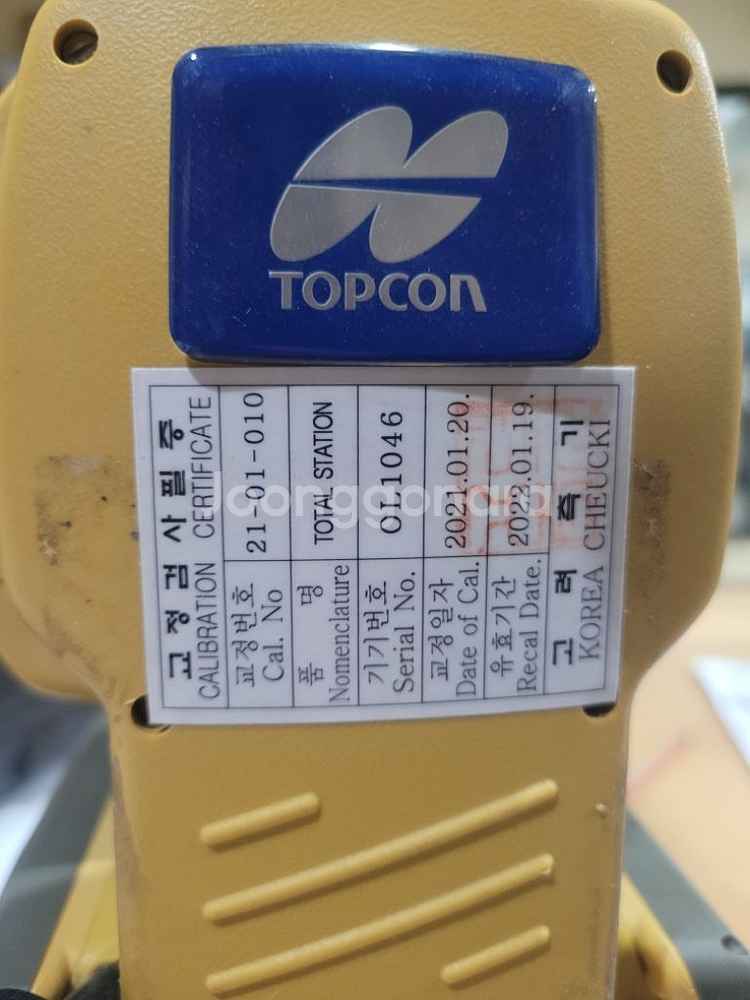 TOPCON
교정검사필증
CALIBRATION CERTIFICATE
교정번호 21-01-010
Cal. No
품 명 TOTAL STATION
Nomenclature
기기번호 OL1046
Serial No.
교정일자 2021.01.20.
Date of Cal.
유효기간 2022.01.19.
Recal Date.
고 려 측 기
KOREA CHEUCKI
Joonggonara